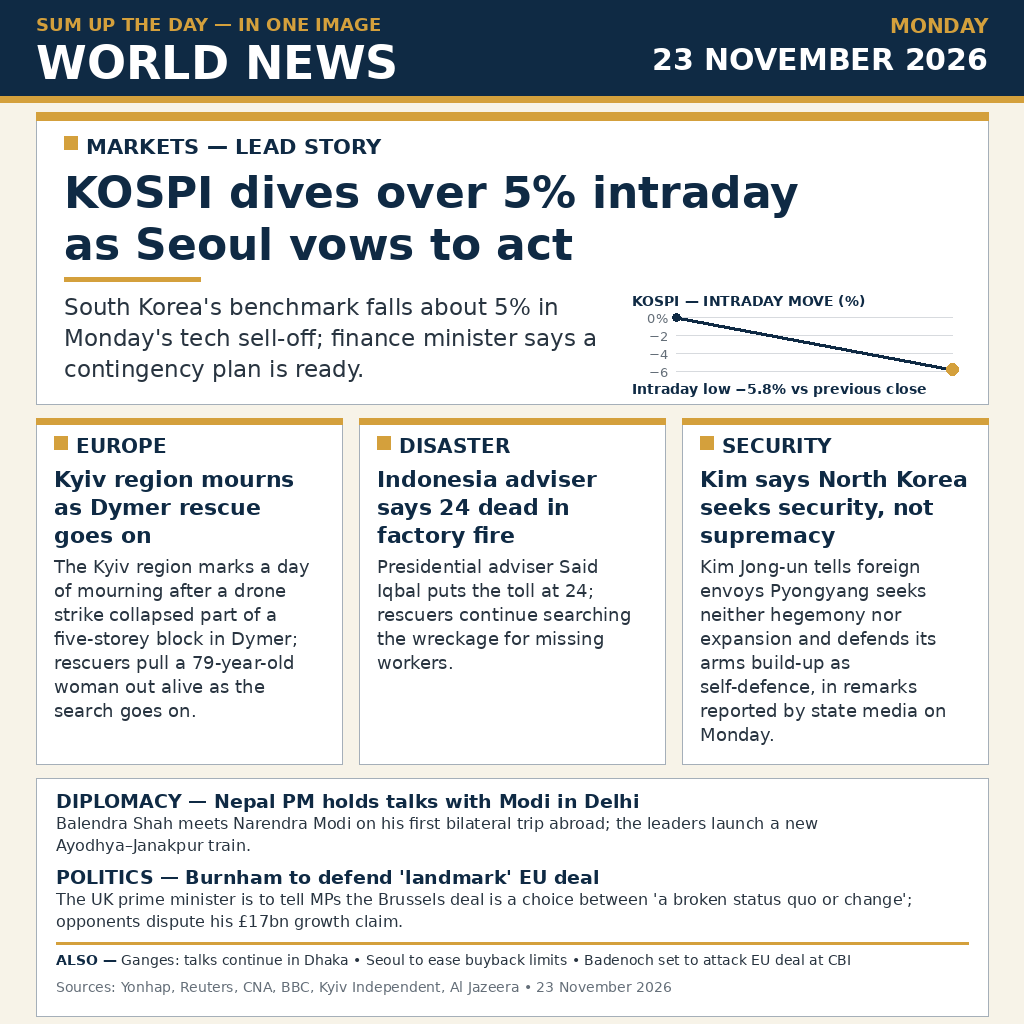 SUM UP THE DAY — IN ONE IMAGE
WORLD NEWS
MONDAY
23 NOVEMBER 2026
MARKETS — LEAD STORY
KOSPI dives over 5% intraday
as Seoul vows to act
South Korea's benchmark falls about 5% in
Monday's tech sell-off; finance minister says a
contingency plan is ready.
KOSPI — INTRADAY MOVE (%)
0%
−2
−4
−6
Intraday low −5.8% vs previous close
EUROPE
Kyiv region mourns
as Dymer rescue
goes on
The Kyiv region marks a day
of mourning after a drone
strike collapsed part of a
five-storey block in Dymer;
rescuers pull a 79-year-old
woman out alive as the
search goes on.
DISASTER
Indonesia adviser
says 24 dead in
factory fire
Presidential adviser Said
Iqbal puts the toll at 24;
rescuers continue searching
the wreckage for missing
workers.
SECURITY
Kim says North Korea
seeks security, not
supremacy
Kim Jong-un tells foreign
envoys Pyongyang seeks
neither hegemony nor
expansion and defends its
arms build-up as
self-defence, in remarks
reported by state media on
Monday.
DIPLOMACY — Nepal PM holds talks with Modi in Delhi
Balendra Shah meets Narendra Modi on his first bilateral trip abroad; the leaders launch a new
Ayodhya–Janakpur train.
POLITICS — Burnham to defend 'landmark' EU deal
The UK prime minister is to tell MPs the Brussels deal is a choice between 'a broken status quo or change';
opponents dispute his £17bn growth claim.
ALSO — Ganges: talks continue in Dhaka • Seoul to ease buyback limits • Badenoch set to attack EU deal at CBI
Sources: Yonhap, Reuters, CNA, BBC, Kyiv Independent, Al Jazeera • 23 November 2026